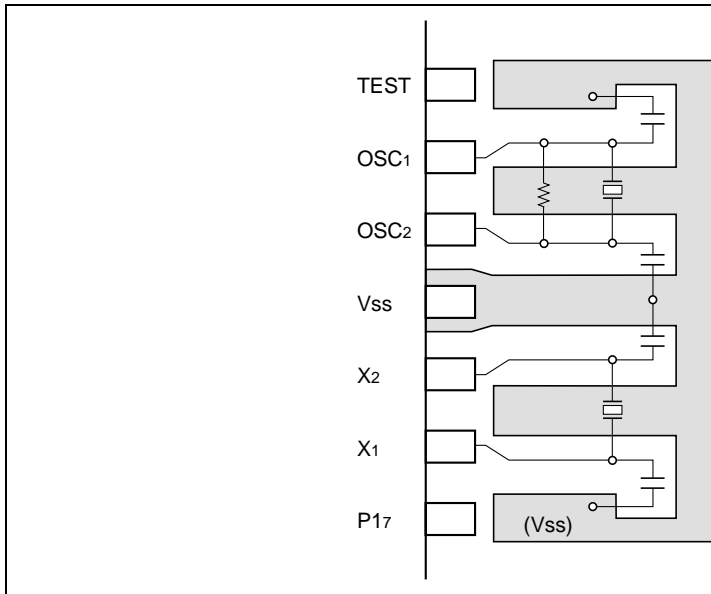 TEST
OSC1
OSC2
Vss
X2
X1
P17
(Vss)